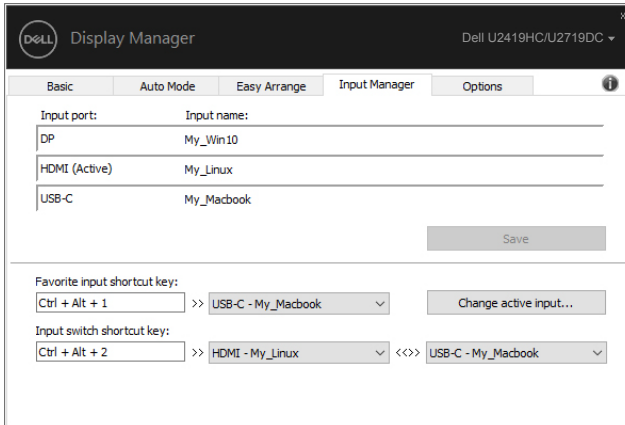 DELL Display Manager Dell U2419HC/U2719DC
Basic Auto Mode Easy Arrange Input Manager Options
Input port: Input name:
DP My_Win10
HDMI (Active) My_Linux
USB-C My_Macbook
Save
Favorite input shortcut key:
Ctrl + Alt + 1 >> USB-C - My_Macbook Change active input...
Input switch shortcut key:
Ctrl + Alt + 2 >> HDMI - My_Linux <<>> USB-C - My_Macbook